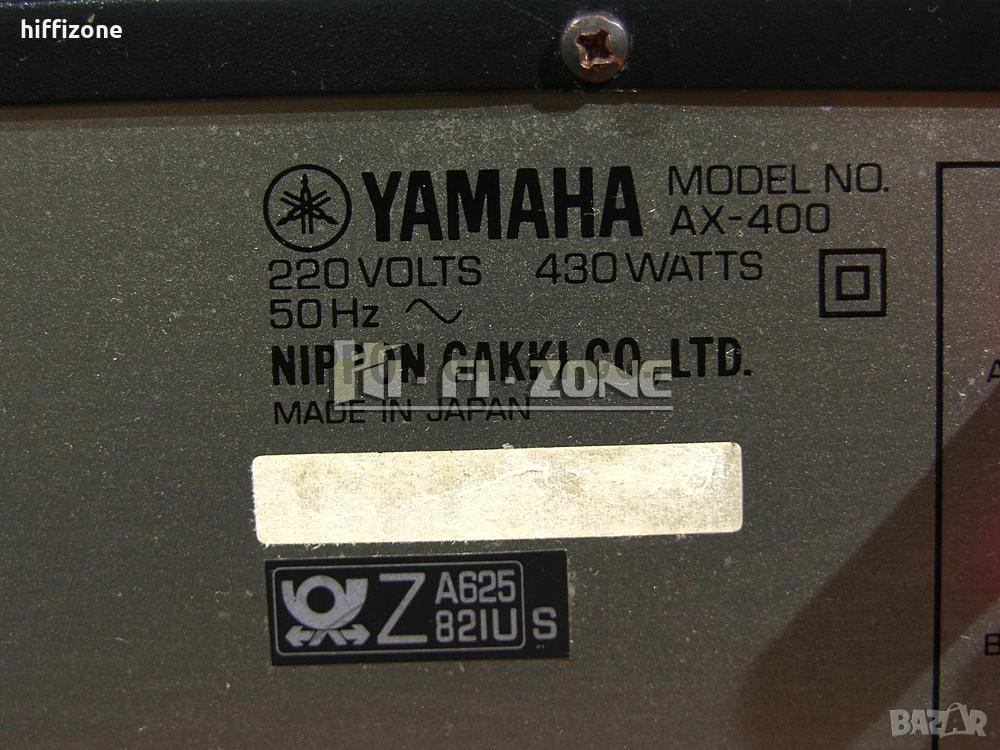 hiffizone
YAMAHA MODEL NO.
AX-400
220 VOLTS 430 WATTS
50 Hz
NIPPON GAKKI CO., LTD.
HI-FI-ZONE
MADE IN JAPAN
Z A625
821U S
A
B
BAZAR